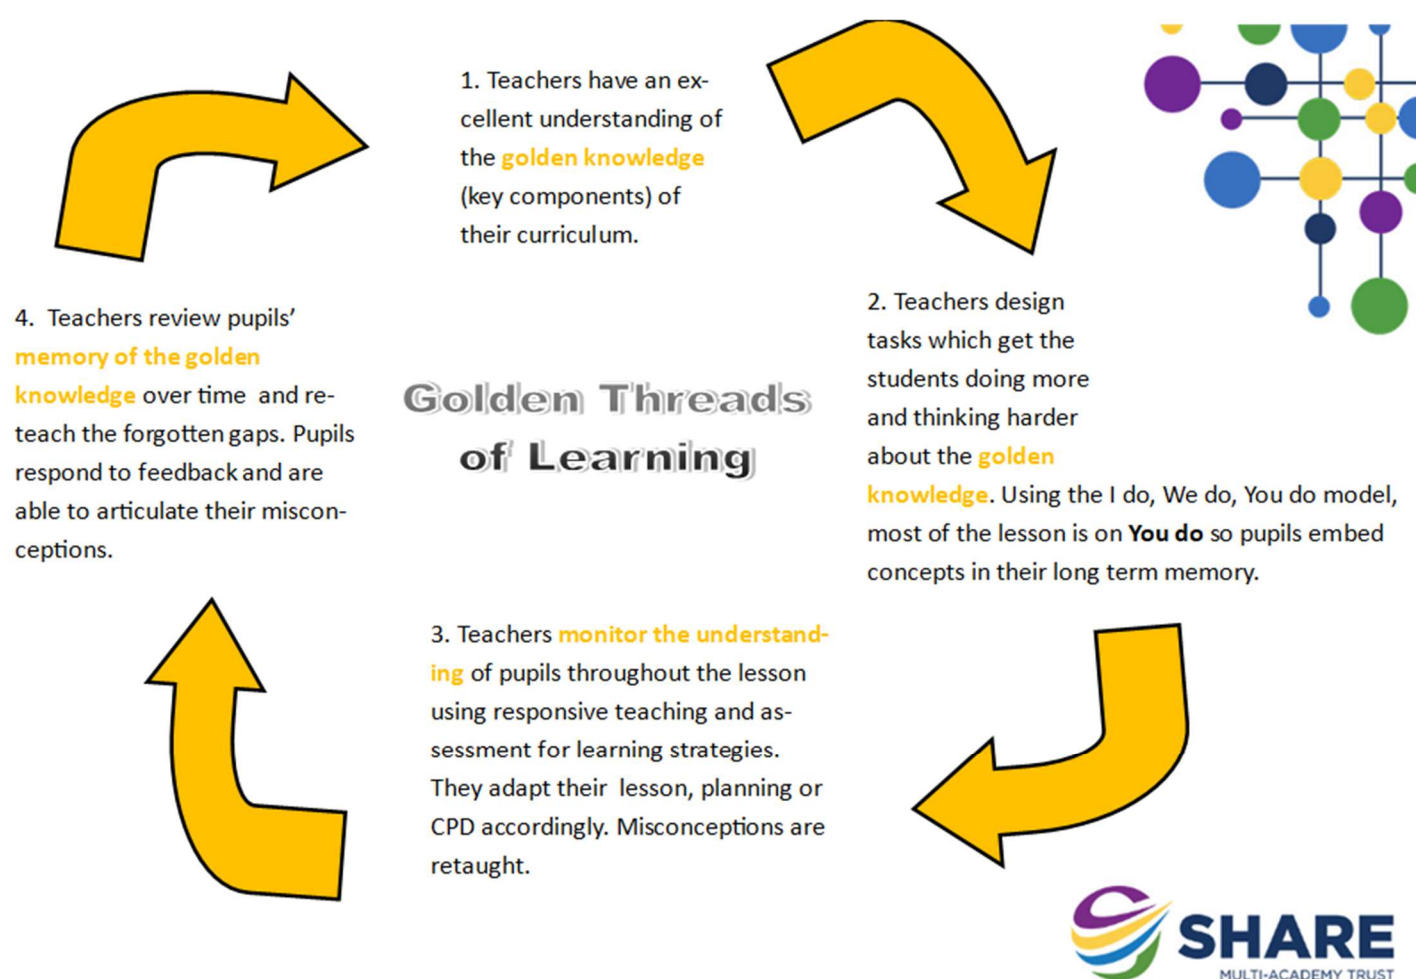 1. Teachers have an ex-
cellent understanding of
the golden knowledge
(key components) of
their curriculum.
2. Teachers design
tasks which get the
students doing more
and thinking harder
about the golden
knowledge. Using the I do, We do, You do model,
most of the lesson is on You do so pupils embed
concepts in their long term memory.
3. Teachers monitor the understand-
ing of pupils throughout the lesson
using responsive teaching and as-
sessment for learning strategies.
They adapt their  lesson, planning or
CPD accordingly. Misconceptions are
retaught.
4.  Teachers review pupils’
memory of the golden
knowledge over time  and re-
teach the forgotten gaps. Pupils
respond to feedback and are
able to articulate their miscon-
ceptions.
Golden Threads
of Learning
SHARE
MULTI-ACADEMY TRUST